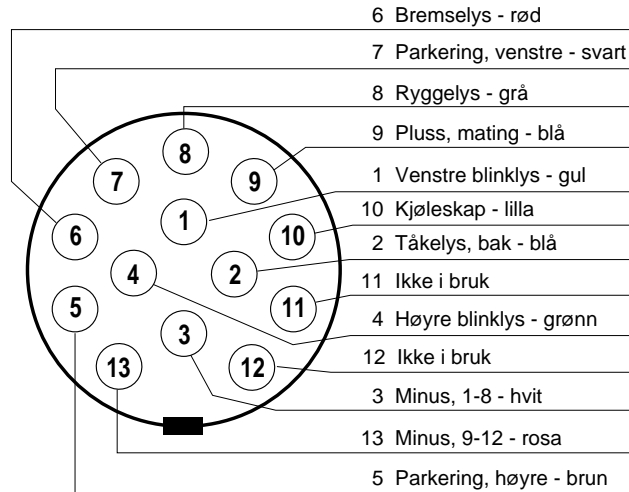 6 Bremselys - rød
7 Parkering, venstre - svart
8 Ryggelys - grå
9 Pluss, mating - blå
1 Venstre blinklys - gul
10 Kjøleskap - lilla
2 Tåkelys, bak - blå
11 Ikke i bruk
4 Høyre blinklys - grønn
12 Ikke i bruk
3 Minus, 1-8 - hvit
13 Minus, 9-12 - rosa
5 Parkering, høyre - brun
8
7
9
1
6
10
4
2
5
11
3
13
12